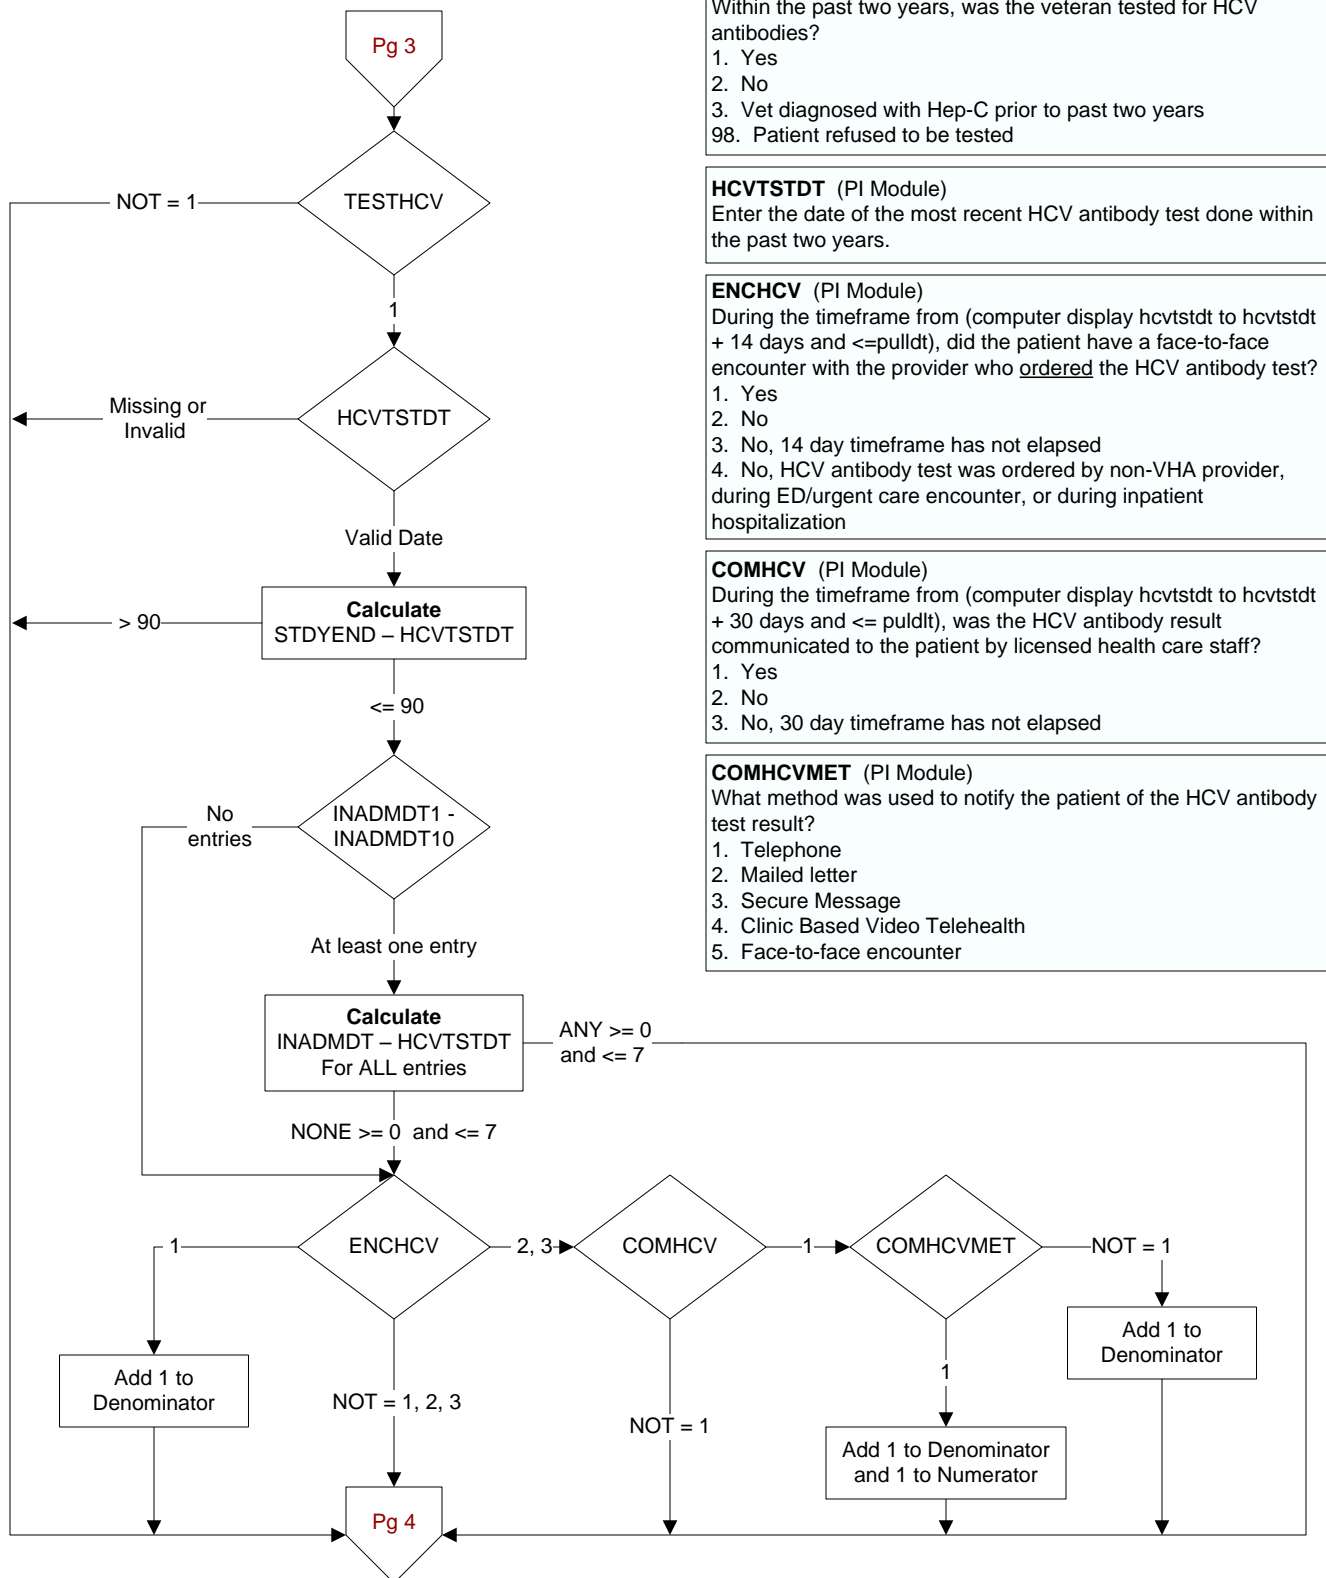 Pg 3
TESTHCV
NOT = 1
1
HCVTSTDT
Missing or
Invalid
Valid Date
Calculate
STDYEND – HCVTSTDT
> 90
<= 90
INADMDT1 -
INADMDT10
No
entries
At least one entry
Calculate
INADMDT – HCVTSTDT
For ALL entries
ANY >= 0
and <= 7
NONE >= 0 and <= 7
ENCHCV
1
2, 3
COMHCV
1
COMHCVMET
NOT = 1
Add 1 to
Denominator
NOT = 1, 2, 3
NOT = 1
1
Add 1 to Denominator
and 1 to Numerator
Add 1 to
Denominator
Pg 4
Within the past two years, was the veteran tested for HCV
antibodies?
1. Yes
2. No
3. Vet diagnosed with Hep-C prior to past two years
98. Patient refused to be tested
HCVTSTDT (PI Module)
Enter the date of the most recent HCV antibody test done within
the past two years.
ENCHCV (PI Module)
During the timeframe from (computer display hcvtstdt to hcvtstdt
+ 14 days and <=pulldt), did the patient have a face-to-face
encounter with the provider who ordered the HCV antibody test?
1. Yes
2. No
3. No, 14 day timeframe has not elapsed
4. No, HCV antibody test was ordered by non-VHA provider,
during ED/urgent care encounter, or during inpatient
hospitalization
COMHCV (PI Module)
During the timeframe from (computer display hcvtstdt to hcvtstdt
+ 30 days and <= puldlt), was the HCV antibody result
communicated to the patient by licensed health care staff?
1. Yes
2. No
3. No, 30 day timeframe has not elapsed
COMHCVMET (PI Module)
What method was used to notify the patient of the HCV antibody
test result?
1. Telephone
2. Mailed letter
3. Secure Message
4. Clinic Based Video Telehealth
5. Face-to-face encounter